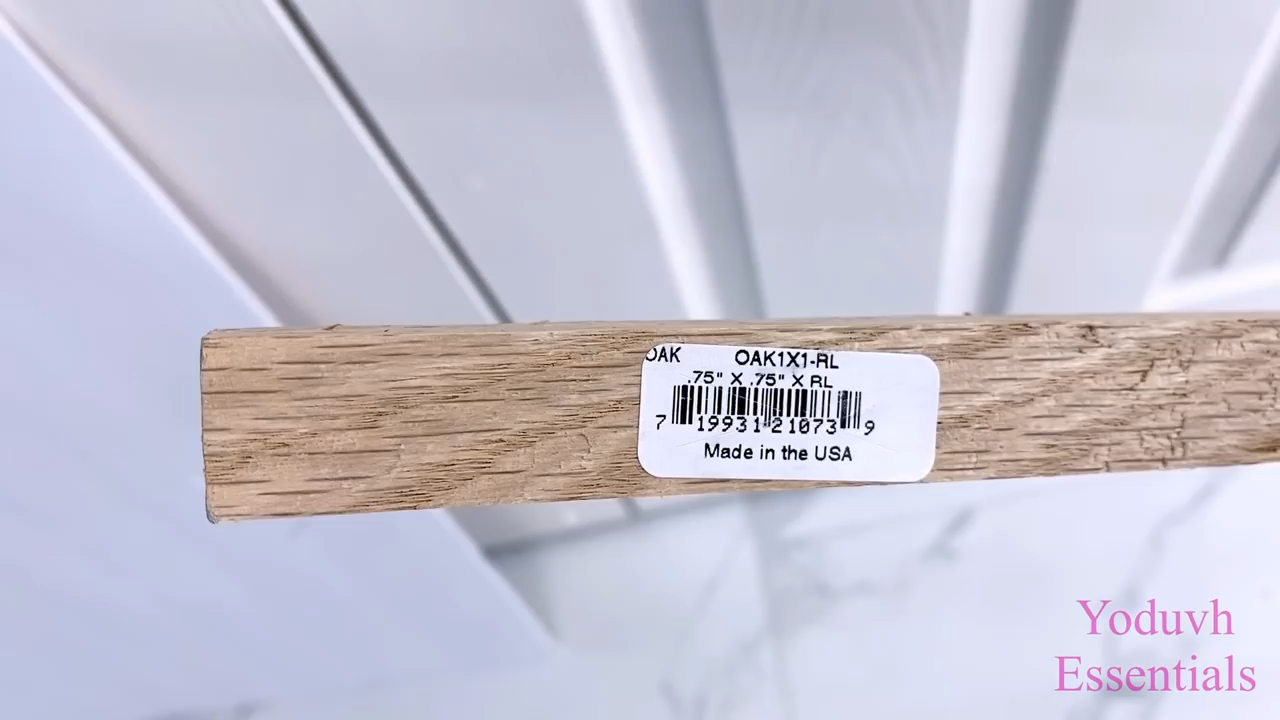 OAK OAK1X1-RL
.75" X .75" X RL
7 19931 21073 9
Made in the USA
Yoduvh
Essentials